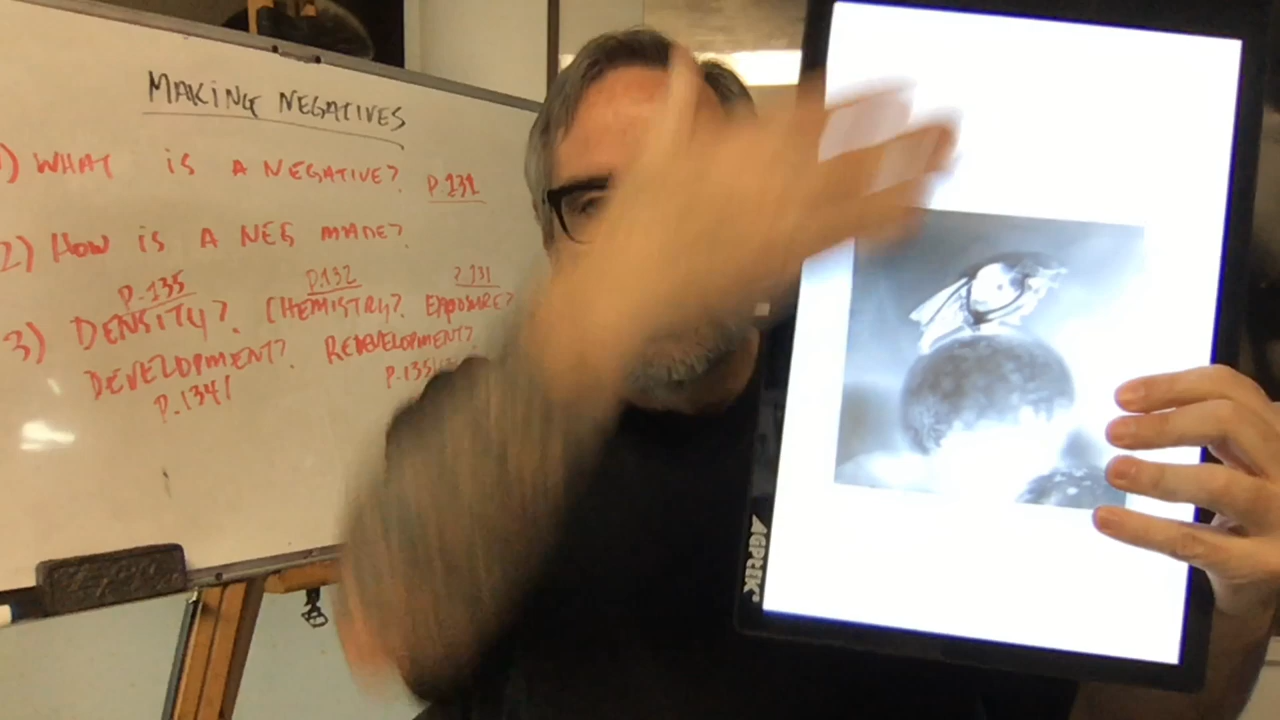 MAKING NEGATIVES
1) WHAT IS A NEGATIVE? P.131
2) HOW IS A NEG MADE?
P.135 P.132 P.131
3) DENSITY? CHEMISTRY? EXPOSURE?
DEVELOPMENT? REDEVELOPMENT?
P.134/ P.135/
AGPTEK